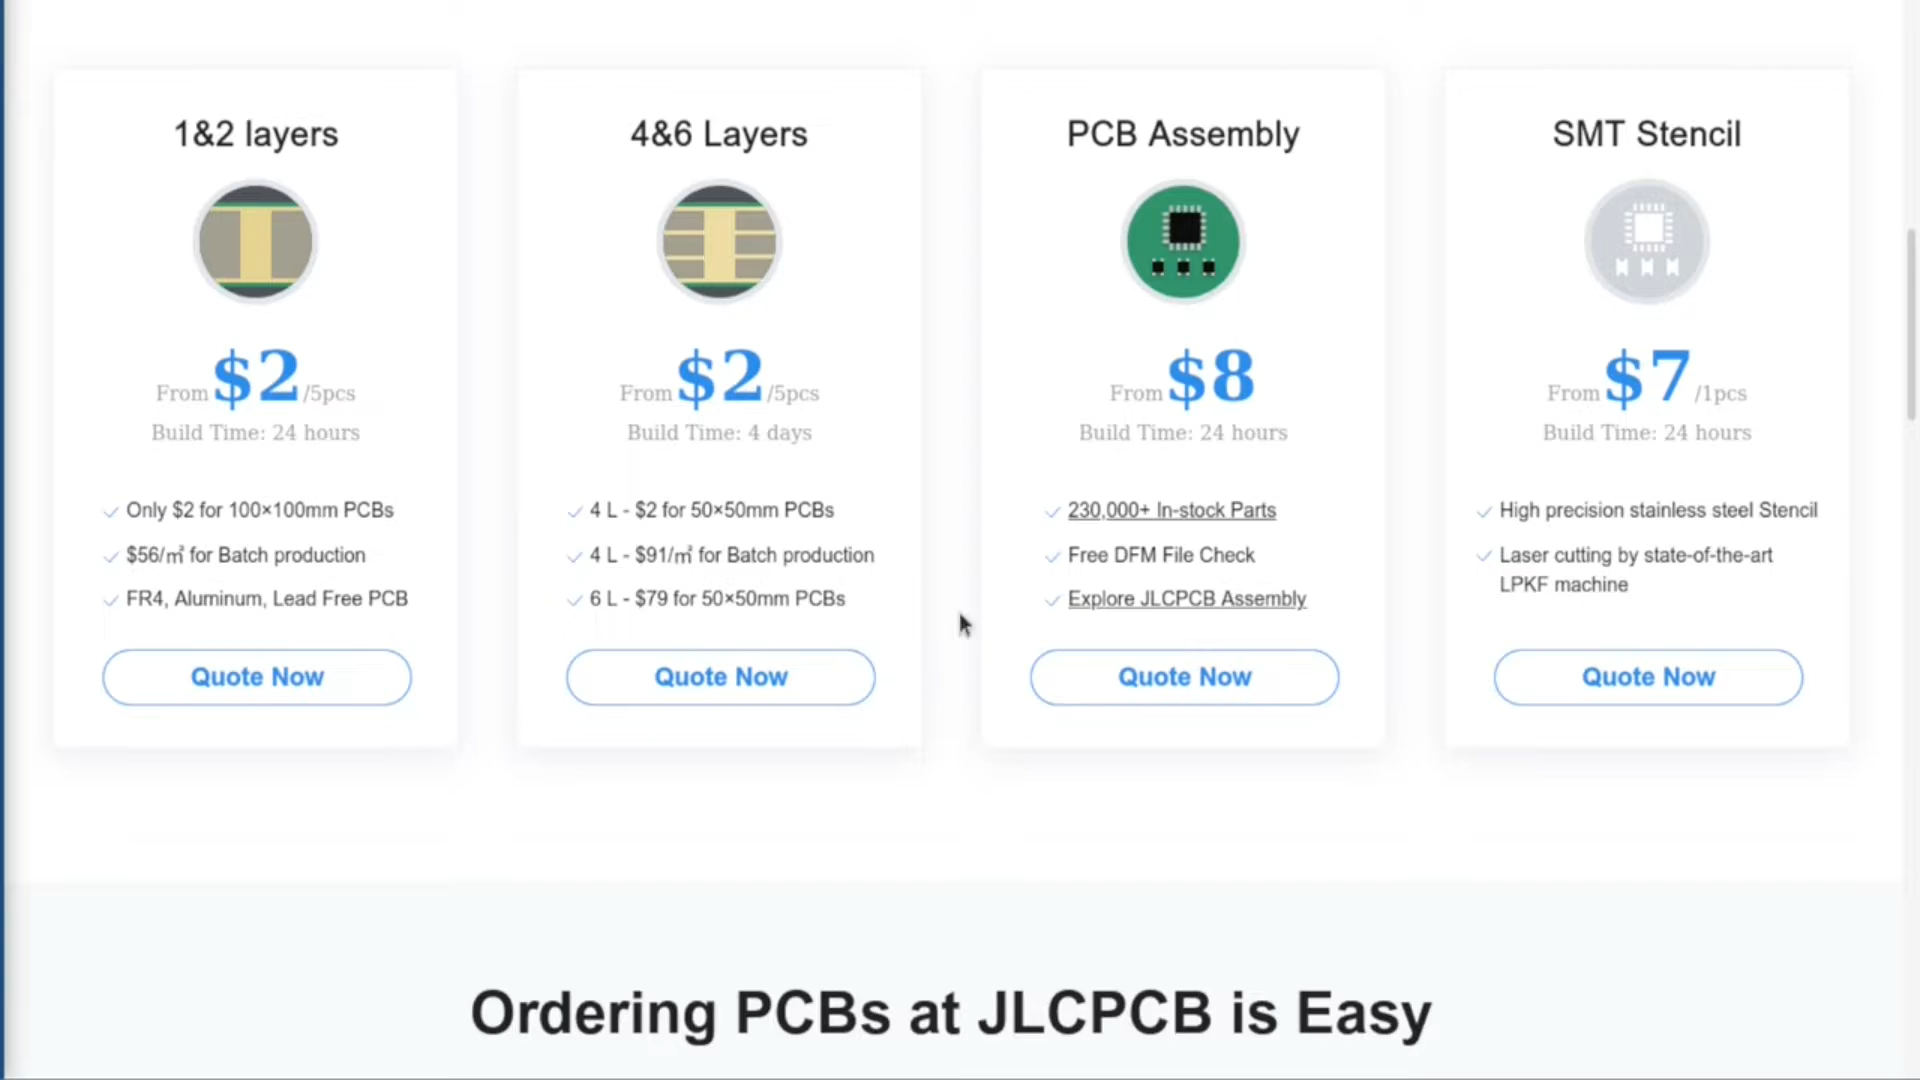 1&2 layers
From $2 /5pcs
Build Time: 24 hours
Only $2 for 100×100mm PCBs
$56/㎡ for Batch production
FR4, Aluminum, Lead Free PCB
Quote Now
4&6 Layers
From $2 /5pcs
Build Time: 4 days
4 L - $2 for 50×50mm PCBs
4 L - $91/㎡ for Batch production
6 L - $79 for 50×50mm PCBs
Quote Now
PCB Assembly
From $8
Build Time: 24 hours
230,000+ In-stock Parts
Free DFM File Check
Explore JLCPCB Assembly
Quote Now
SMT Stencil
From $7 /1pcs
Build Time: 24 hours
High precision stainless steel Stencil
Laser cutting by state-of-the-art
LPKF machine
Quote Now
Ordering PCBs at JLCPCB is Easy